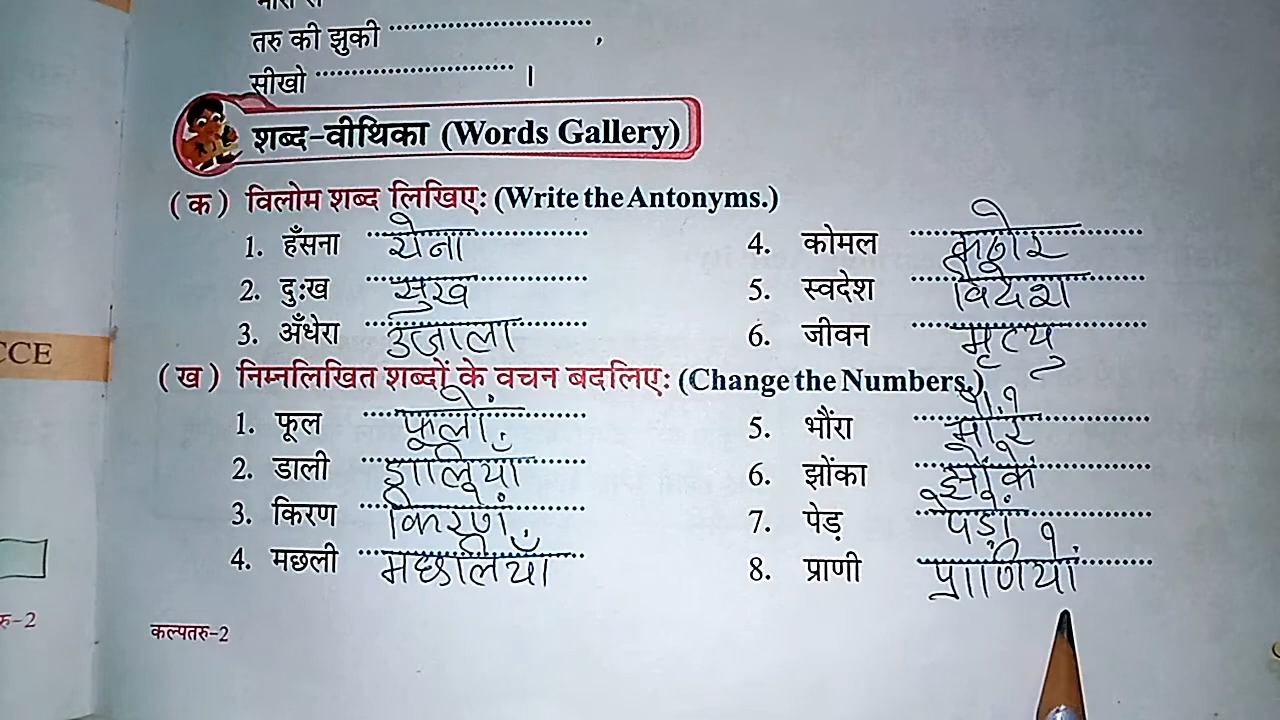 तरु की झुकी ....................,
सीखो .................... ।
शब्द-वीथिका (Words Gallery)
(क) विलोम शब्द लिखिए: (Write the Antonyms.)
1. हँसना रोना 4. कोमल कठोर
2. दु:ख सुख 5. स्वदेश विदेश
3. अँधेरा उजाला 6. जीवन मृत्यु
CCE
(ख) निम्नलिखित शब्दों के वचन बदलिए: (Change the Numbers.)
1. फूल फूलों 5. भौंरा भौंरे
2. डाली डालियाँ 6. झोंका झोंके
3. किरण किरणें 7. पेड़ पेड़ों
4. मछली मछलियाँ 8. प्राणी प्राणियों
रु-2
कल्पतरु-2